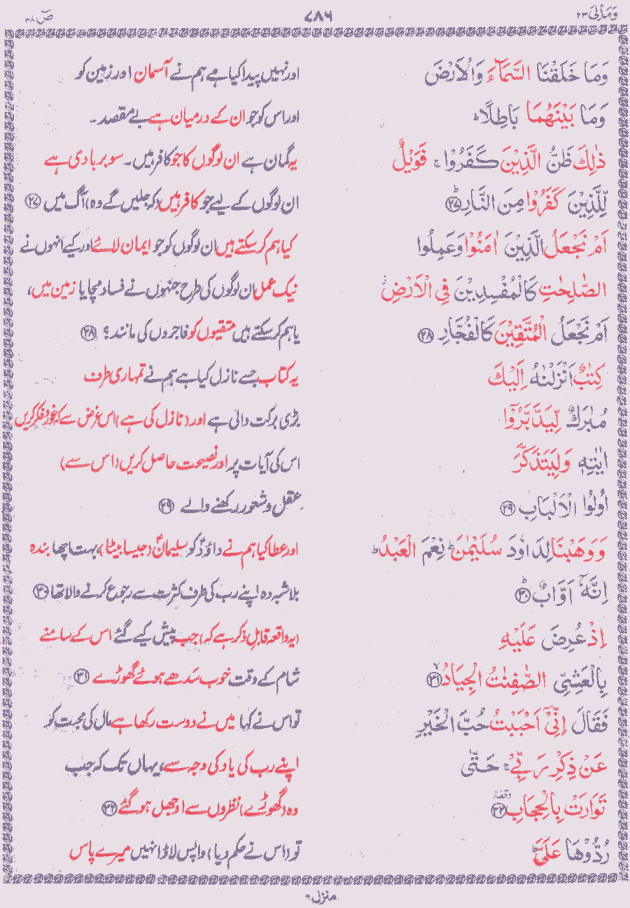 وَمَالِیَ ۲۳
۷۸۶
صٓ ۳۸
وَمَا خَلَقْنَا السَّمَآءَ وَالْاَرْضَ
اور نہیں پیدا کیا ہے ہم نے آسمان اور زمین کو
وَمَا بَيْنَهُمَا بَاطِلًا ؕ
اور اس کو جو ان کے درمیان ہے بے مقصد ۔
ذٰلِكَ ظَنُّ الَّذِيْنَ كَفَرُوْا ۚ فَوَيْلٌ
یہ گمان ہے ان لوگوں کا جو کافر ہیں۔ سو بربادی ہے
لِّلَّذِيْنَ كَفَرُوْا مِنَ النَّارِ ؕ ۲۷
ان لوگوں کے لیے جو کافر ہیں (کہ جلیں گے وہ) آگ میں ۲۷
اَمْ نَجْعَلُ الَّذِيْنَ اٰمَنُوْا وَعَمِلُوا
کیا ہم کر سکتے ہیں ان لوگوں کو جو ایمان لائے اور کیے انہوں نے
الصّٰلِحٰتِ كَالْمُفْسِدِيْنَ فِي الْاَرْضِ ۡ
نیک عمل ان لوگوں کی طرح جنہوں نے فساد مچایا زمین میں،
اَمْ نَجْعَلُ الْمُتَّقِيْنَ كَالْفُجَّارِ ۲۸
یا ہم کر سکتے ہیں متقیوں کو فاجروں کی مانند؟ ۲۸
كِتٰبٌ اَنْزَلْنٰهُ اِلَيْكَ
یہ کتاب جسے نازل کیا ہے ہم نے تمہاری طرف
مُبٰرَكٌ لِّيَدَّبَّرُوْٓا
بڑی برکت والی ہے اور (نازل کی ہے) اس غرض سے کہ غور و فکر کریں
اٰيٰتِهٖ وَلِيَتَذَكَّرَ
اس کی آیات پر اور نصیحت حاصل کریں (اس سے)
اُولُوا الْاَلْبَابِ ۲۹
عقل و شعور رکھنے والے ۲۹
وَوَهَبْنَا لِدَاوٗدَ سُلَيْمٰنَ ؕ نِعْمَ الْعَبْدُ ؕ
اور عطا کیا ہم نے داؤدؑ کو سلیمانؑ (جیسا بیٹا) بہت اچھا بندہ
اِنَّهٗٓ اَوَّابٌ ؕ ۳۰
بلاشبہ وہ اپنے رب کی طرف کثرت سے رجوع کرنے والا تھا ۳۰
اِذْ عُرِضَ عَلَيْهِ
(یہ واقعہ قابلِ ذکر ہے کہ) جب پیش کیے گئے اس کے سامنے
بِالْعَشِيِّ الصّٰفِنٰتُ الْجِيَادُ ۳۱
شام کے وقت خوب سَدھے ہوئے گھوڑے ۳۱
فَقَالَ اِنِّيْٓ اَحْبَبْتُ حُبَّ الْخَيْرِ
تو اس نے کہا میں نے دوست رکھا ہے مال کی محبت کو
عَنْ ذِكْرِ رَبِّيْ ۚ حَتّٰى
اپنے رب کی یاد کی وجہ سے، یہاں تک کہ جب
تَوَارَتْ بِالْحِجَابِ ۳۲
وہ (گھوڑے) نظروں سے اوجھل ہو گئے ۳۲
رُدُّوْهَا عَلَيَّ ؕ
تو (اس نے حکم دیا) واپس لاؤ انہیں میرے پاس
منزل ۶